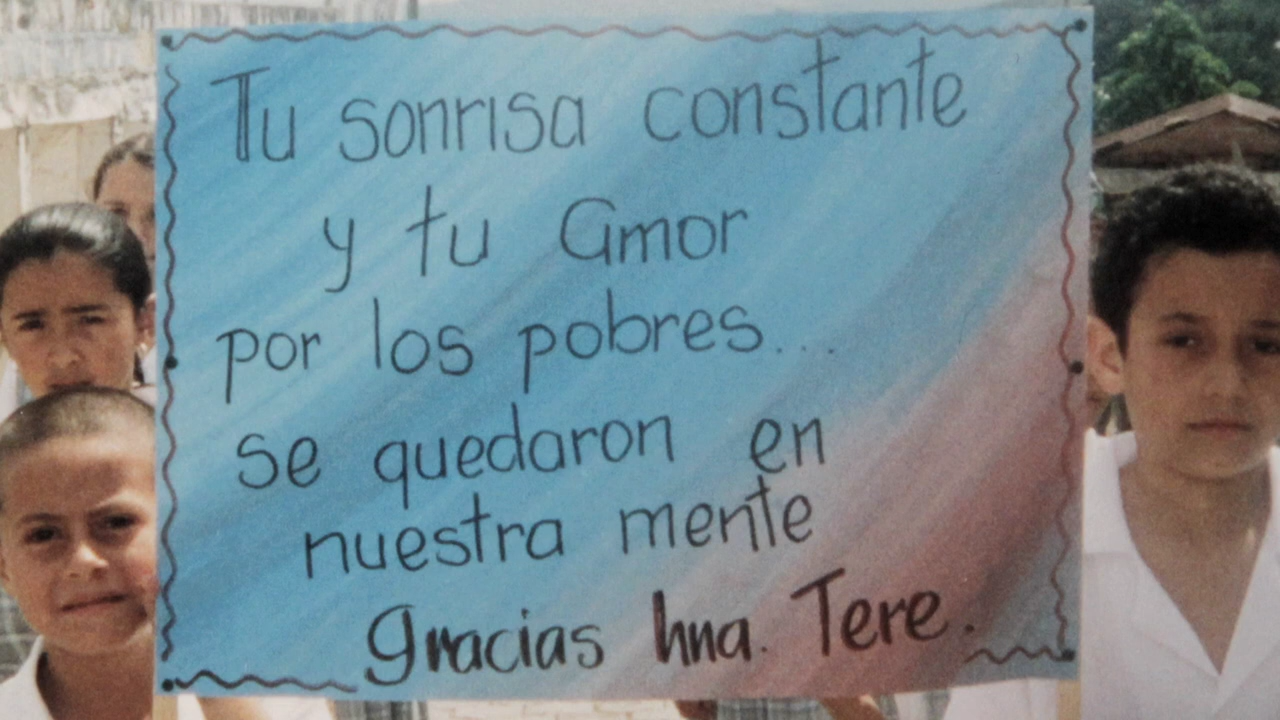 Tu sonrisa constante
y tu amor
por los pobres...
se quedaron en
nuestra mente
gracias hna. Tere.